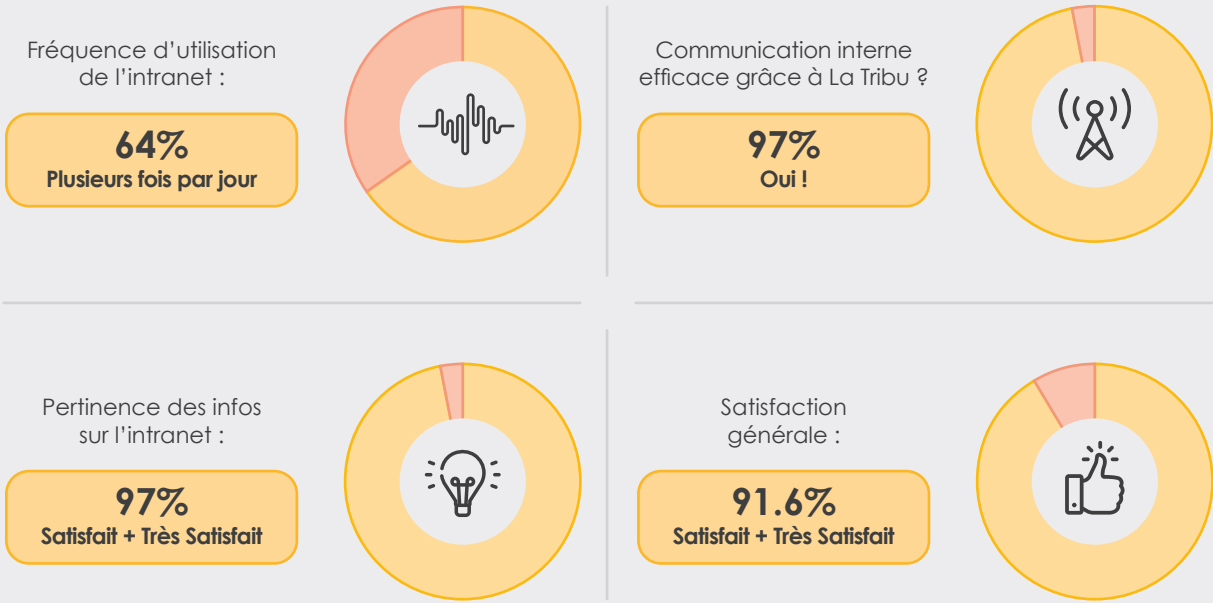 Fréquence d’utilisation
de l’intranet :
64%
Plusieurs fois par jour
Communication interne
efficace grâce à La Tribu ?
97%
Oui !
Pertinence des infos
sur l’intranet :
97%
Satisfait + Très Satisfait
Satisfaction
générale :
91.6%
Satisfait + Très Satisfait